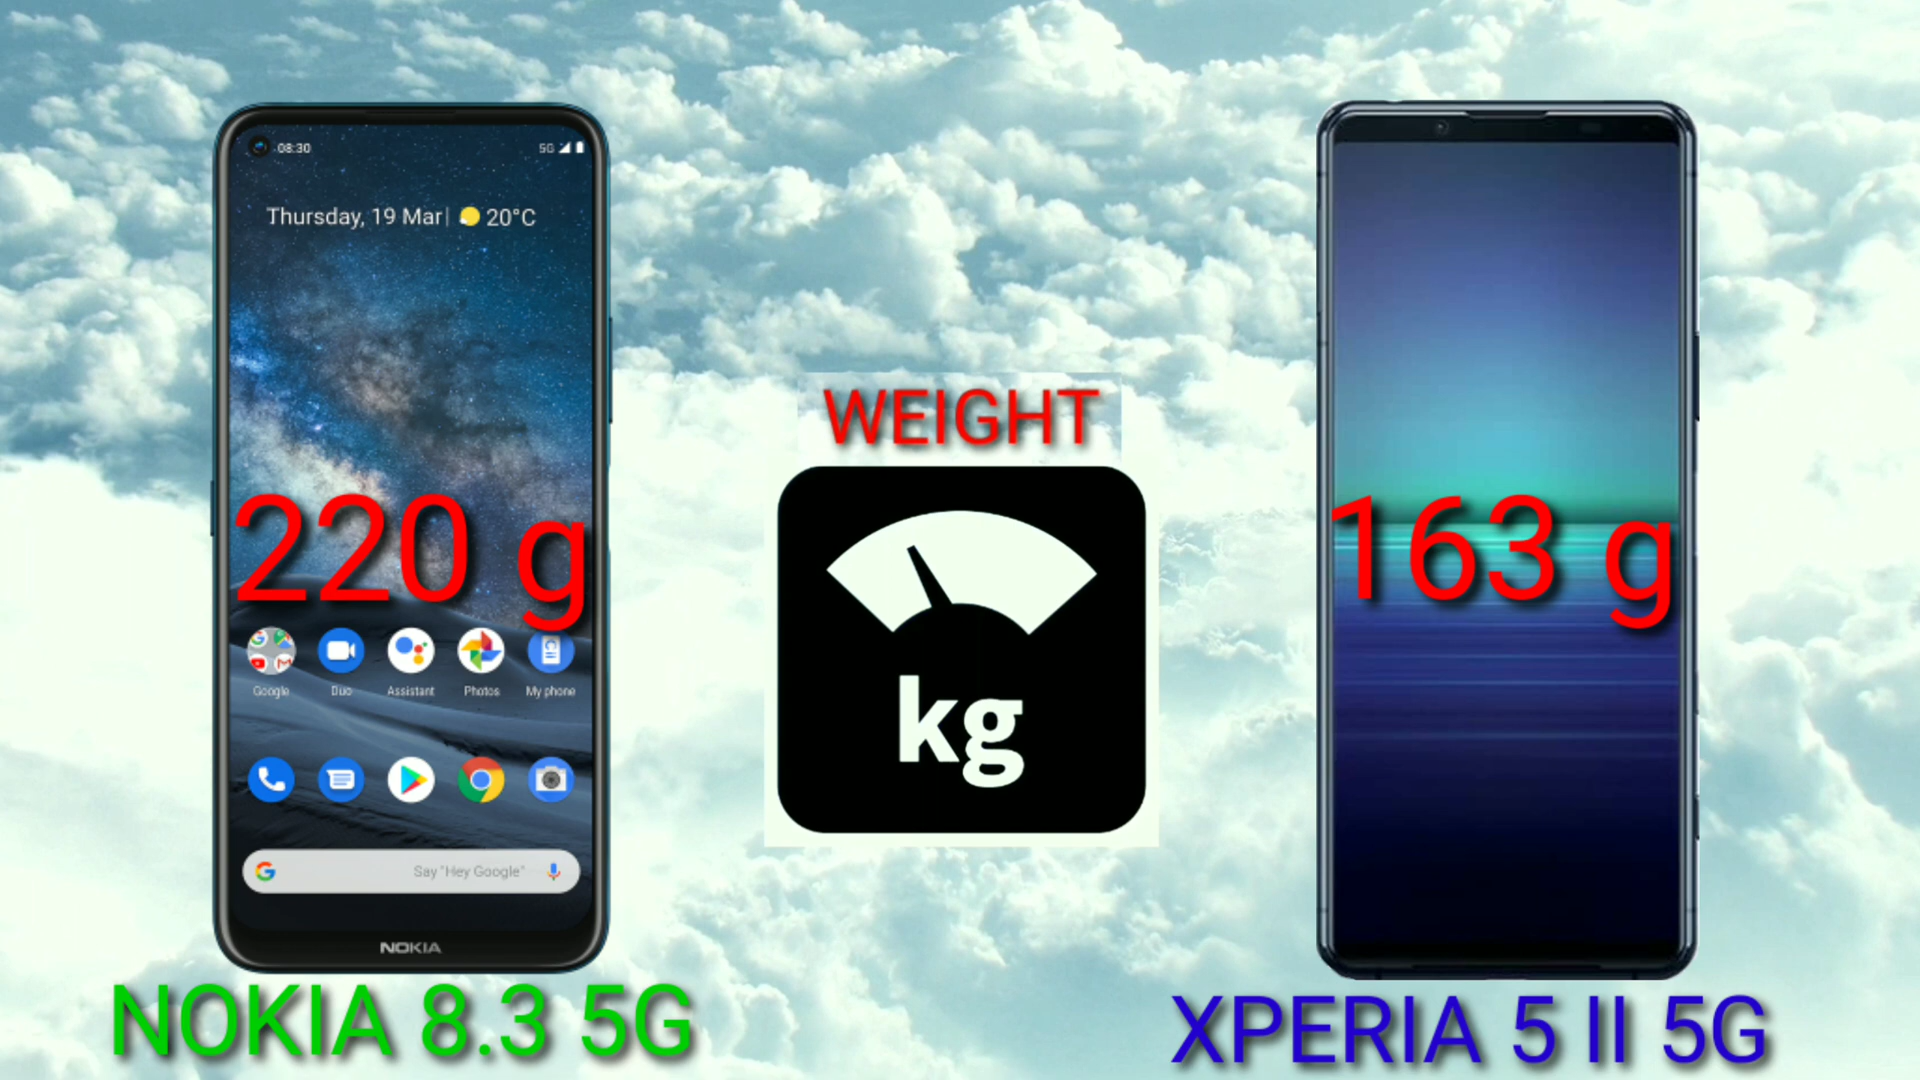 08:30
5G
Thursday, 19 Mar| 20°C
220 g
Google Duo Assistant Photos My phone
Say "Hey Google"
NOKIA
NOKIA 8.3 5G
WEIGHT
kg
163 g
XPERIA 5 II 5G